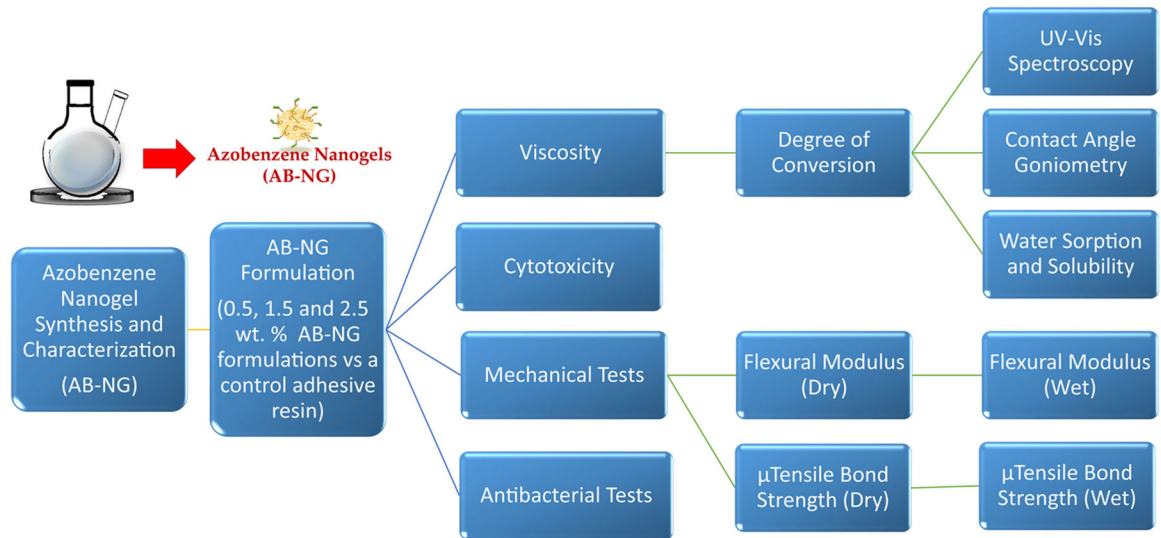 Azobenzene Nanogels
(AB-NG)
Azobenzene
Nanogel
Synthesis and
Characterization
(AB-NG)
AB-NG
Formulation
(0.5, 1.5 and 2.5
wt. % AB-NG
formulations vs a
control adhesive
resin)
Viscosity
Cytotoxicity
Mechanical Tests
Antibacterial Tests
Degree of
Conversion
Flexural Modulus
(Dry)
μTensile Bond
Strength (Dry)
UV-Vis
Spectroscopy
Contact Angle
Goniometry
Water Sorption
and Solubility
Flexural Modulus
(Wet)
μTensile Bond
Strength (Wet)